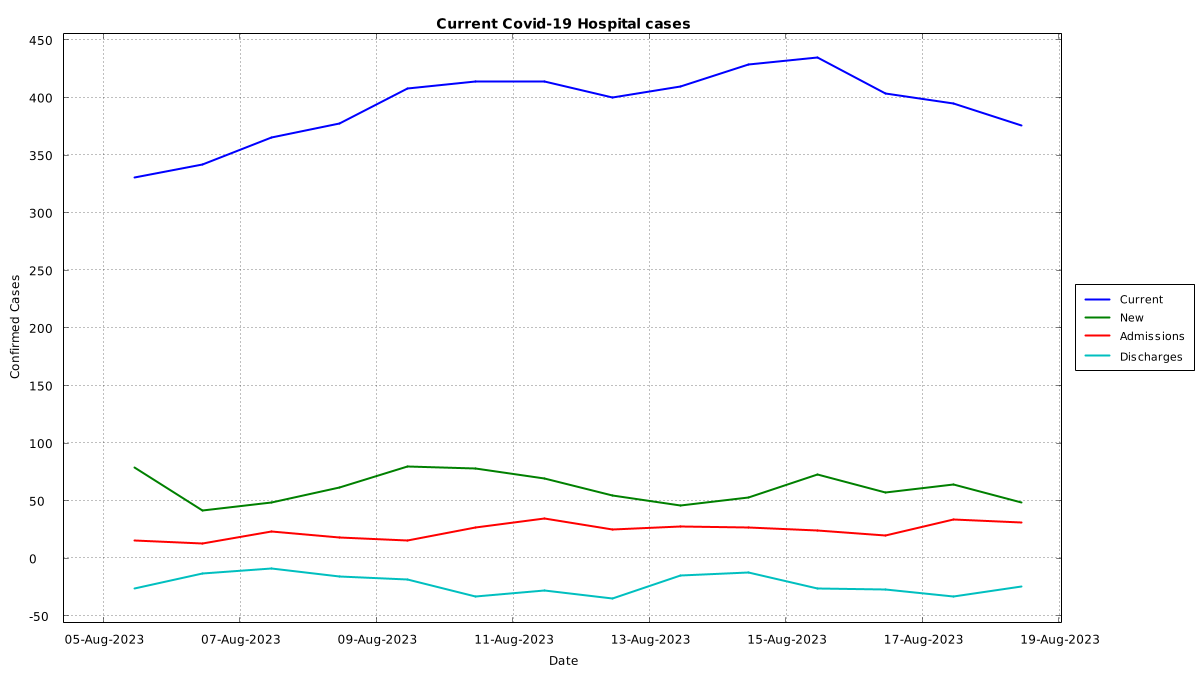 Current Covid-19 Hospital cases
450
400
350
300
250
200
150
100
50
0
-50
Confirmed Cases
05-Aug-2023 07-Aug-2023 09-Aug-2023 11-Aug-2023 13-Aug-2023 15-Aug-2023 17-Aug-2023 19-Aug-2023
Date
Current
New
Admissions
Discharges